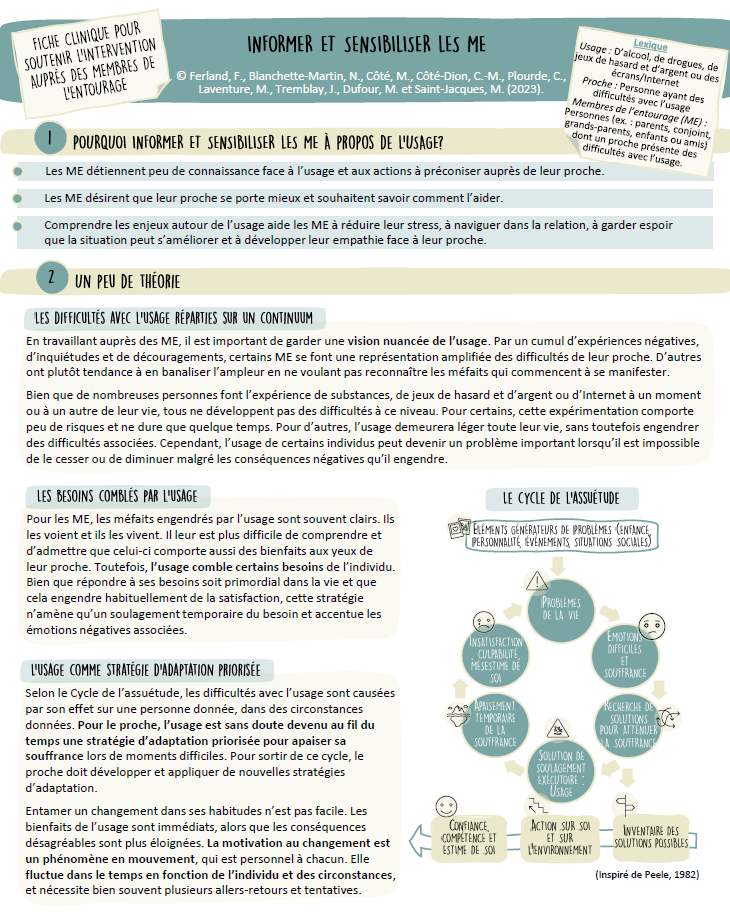 FICHE CLINIQUE POUR
SOUTENIR L'INTERVENTION
AUPRÈS DES MEMBRES DE
L'ENTOURAGE
INFORMER ET SENSIBILISER LES ME
© Ferland, F., Blanchette-Martin, N., Côté, M., Côté-Dion, C.-M., Plourde, C.,
Laventure, M., Tremblay, J., Dufour, M. et Saint-Jacques, M. (2023).
Lexique
Usage : D'alcool, de drogues, de
jeux de hasard et d'argent ou des
écrans/Internet
Proche : Personne ayant des
difficultés avec l'usage
Membres de l'entourage (ME) :
Personnes (ex. : parents, conjoint,
grands-parents, enfants ou amis)
dont un proche présente des
difficultés avec l'usage.
1
POURQUOI INFORMER ET SENSIBILISER LES ME À PROPOS DE L'USAGE?
Les ME détiennent peu de connaissance face à l'usage et aux actions à préconiser auprès de leur proche.
Les ME désirent que leur proche se porte mieux et souhaitent savoir comment l'aider.
Comprendre les enjeux autour de l'usage aide les ME à réduire leur stress, à naviguer dans la relation, à garder espoir
que la situation peut s'améliorer et à développer leur empathie face à leur proche.
2
UN PEU DE THÉORIE
LES DIFFICULTÉS AVEC L'USAGE RÉPARTIES SUR UN CONTINUUM
En travaillant auprès des ME, il est important de garder une vision nuancée de l'usage. Par un cumul d'expériences négatives,
d'inquiétudes et de découragements, certains ME se font une représentation amplifiée des difficultés de leur proche. D'autres
ont plutôt tendance à en banaliser l'ampleur en ne voulant pas reconnaître les méfaits qui commencent à se manifester.
Bien que de nombreuses personnes font l'expérience de substances, de jeux de hasard et d'argent ou d'Internet à un moment
ou à un autre de leur vie, tous ne développent pas des difficultés à ce niveau. Pour certains, cette expérimentation comporte
peu de risques et ne dure que quelque temps. Pour d'autres, l'usage demeurera léger toute leur vie, sans toutefois engendrer
des difficultés associées. Cependant, l'usage de certains individus peut devenir un problème important lorsqu'il est impossible
de le cesser ou de diminuer malgré les conséquences négatives qu'il engendre.
LES BESOINS COMBLÉS PAR L'USAGE
Pour les ME, les méfaits engendrés par l'usage sont souvent clairs. Ils
les voient et ils les vivent. Il leur est plus difficile de comprendre et
d'admettre que celui-ci comporte aussi des bienfaits aux yeux de
leur proche. Toutefois, l'usage comble certains besoins de l'individu.
Bien que répondre à ses besoins soit primordial dans la vie et que
cela engendre habituellement de la satisfaction, cette stratégie
n'amène qu'un soulagement temporaire du besoin et accentue les
émotions négatives associées.
L'USAGE COMME STRATÉGIE D'ADAPTATION PRIORISÉE
Selon le Cycle de l'assuétude, les difficultés avec l'usage sont causées
par son effet sur une personne donnée, dans des circonstances
données. Pour le proche, l'usage est sans doute devenu au fil du
temps une stratégie d'adaptation priorisée pour apaiser sa
souffrance lors de moments difficiles. Pour sortir de ce cycle, le
proche doit développer et appliquer de nouvelles stratégies
d'adaptation.
Entamer un changement dans ses habitudes n'est pas facile. Les
bienfaits de l'usage sont immédiats, alors que les conséquences
désagréables sont plus éloignées. La motivation au changement est
un phénomène en mouvement, qui est personnel à chacun. Elle
fluctue dans le temps en fonction de l'individu et des circonstances,
et nécessite bien souvent plusieurs allers-retours et tentatives.
LE CYCLE DE L'ASSUÉTUDE
ÉLÉMENTS GÉNÉRATEURS DE PROBLÈMES (ENFANCE,
PERSONNALITÉ, ÉVÉNEMENTS, SITUATIONS SOCIALES)
PROBLÈMES
DE LA VIE
ÉMOTIONS
DIFFICILES
ET
SOUFFRANCE
RECHERCHE DE
SOLUTIONS
POUR ATTÉNUER
LA SOUFFRANCE
SOLUTION DE
SOULAGEMENT
EXÉCUTOIRE :
USAGE
APAISEMENT
TEMPORAIRE
DE LA
SOUFFRANCE
INSATISFACTION
CULPABILITÉ,
MÉSESTIME DE
SOI
CONFIANCE,
COMPÉTENCE ET
ESTIME DE SOI
ACTION SUR SOI
ET SUR
L'ENVIRONNEMENT
INVENTAIRE DES
SOLUTIONS POSSIBLES
(Inspiré de Peele, 1982)